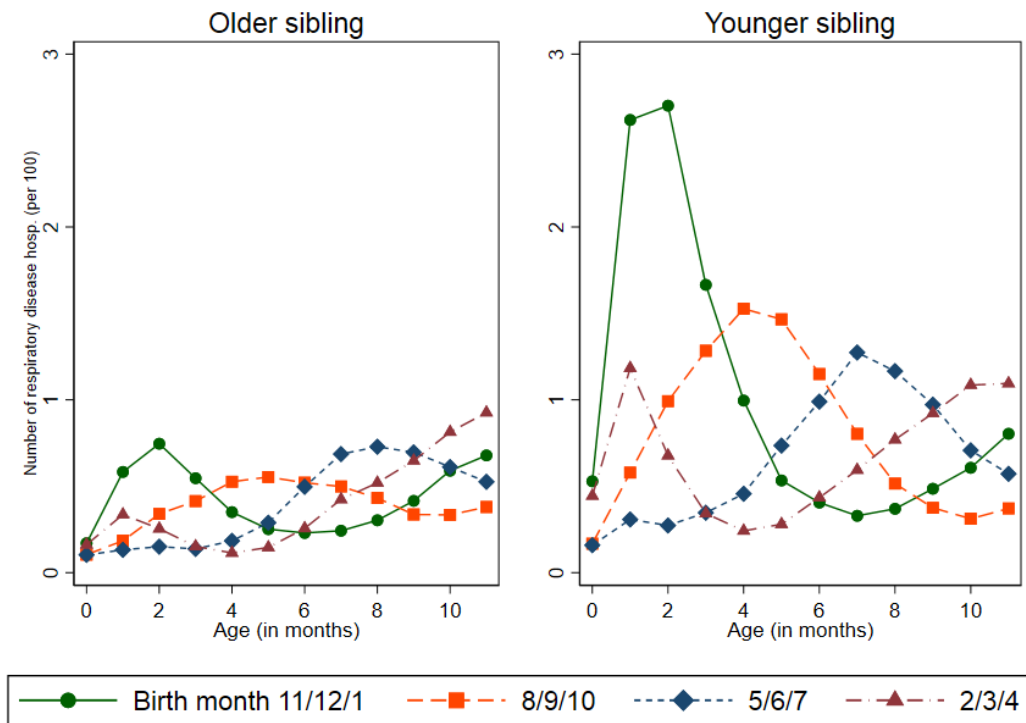 Older sibling
Younger sibling
Number of respiratory disease hosp. (per 100)
3
2
1
0
0 2 4 6 8 10
Age (in months)
3
2
1
0
0 2 4 6 8 10
Age (in months)
Birth month 11/12/1 8/9/10 5/6/7 2/3/4